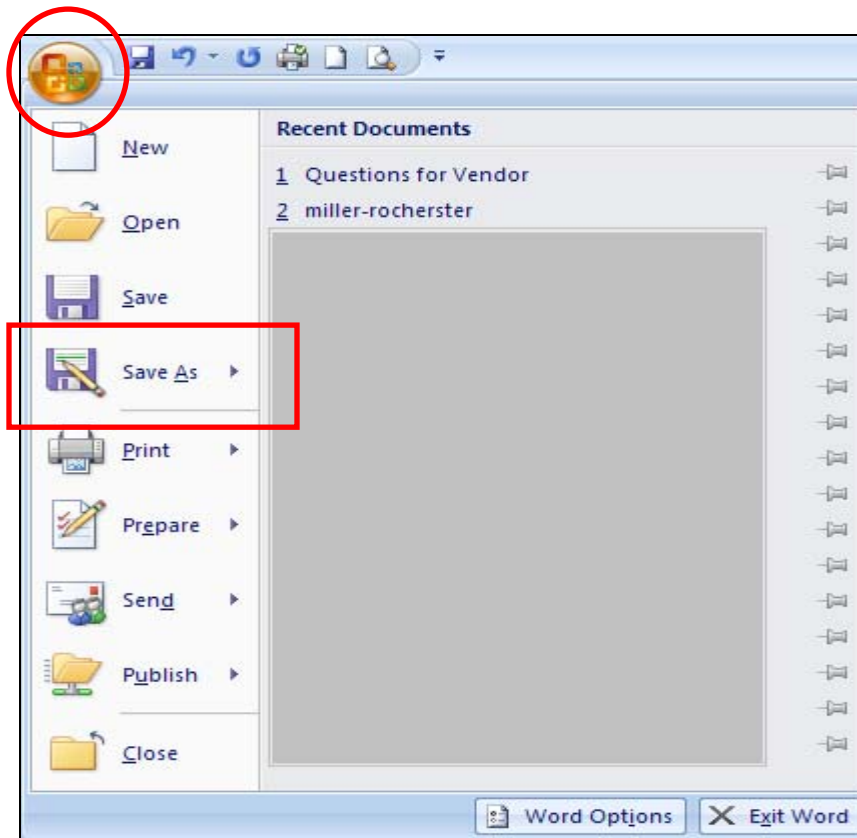 Recent Documents
New
1 Questions for Vendor
2 miller-rocherster
Open
Save
Save As
Print
Prepare
Send
Publish
Close
Word Options
Exit Word